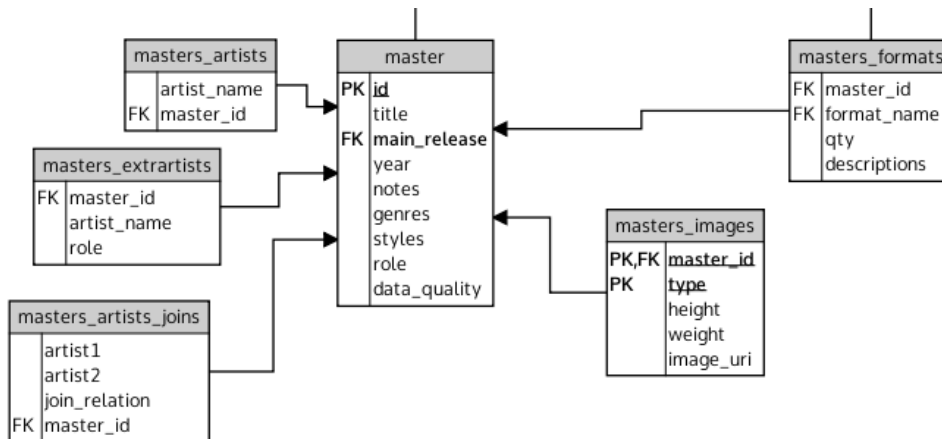 masters_artists
artist_name
FK master_id
masters_extrartists
FK master_id
artist_name
role
masters_artists_joins
artist1
artist2
join_relation
FK master_id
master
PK id
title
FK main_release
year
notes
genres
styles
role
data_quality
masters_formats
FK master_id
FK format_name
qty
descriptions
masters_images
PK,FK master_id
PK type
height
weight
image_uri